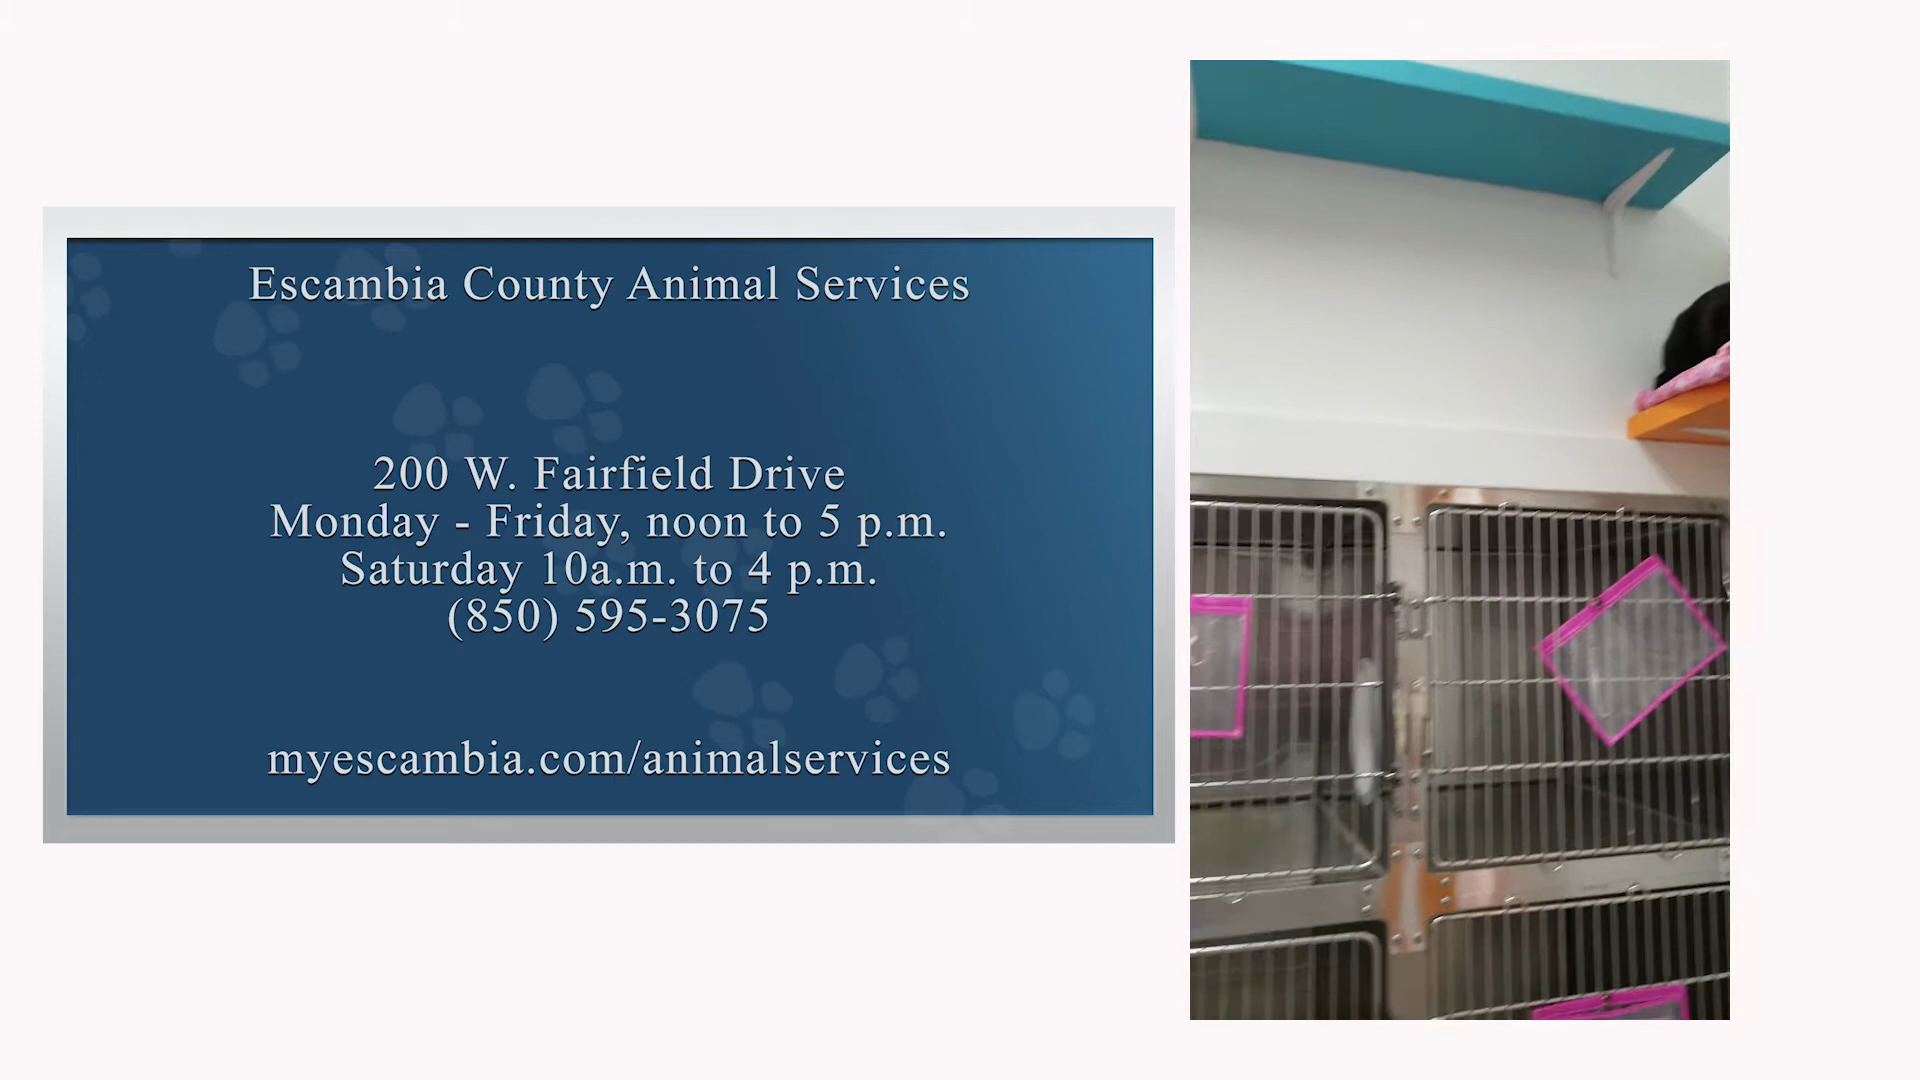 Escambia County Animal Services
200 W. Fairfield Drive
Monday - Friday, noon to 5 p.m.
Saturday 10a.m. to 4 p.m.
(850) 595-3075
myescambia.com/animalservices